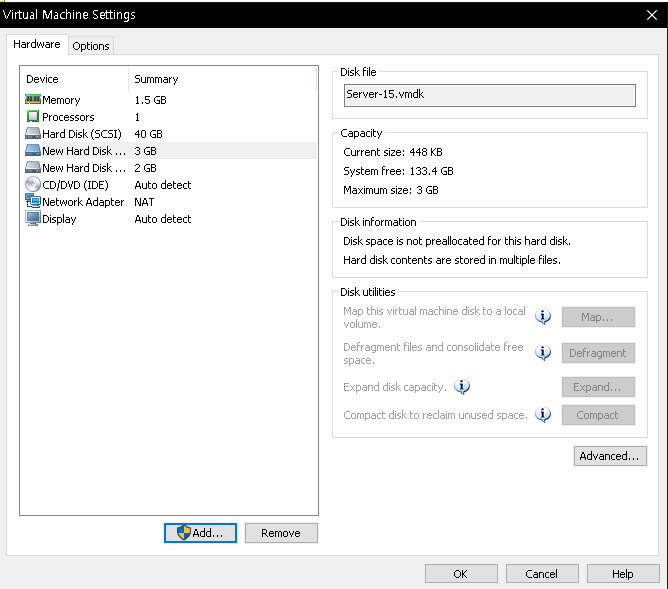 Virtual Machine Settings
Hardware
Options
Device Summary
Memory 1.5 GB
Processors 1
Hard Disk (SCSI) 40 GB
New Hard Disk ... 3 GB
New Hard Disk ... 2 GB
CD/DVD (IDE) Auto detect
Network Adapter NAT
Display Auto detect
Add...
Remove
Disk file
Server-15.vmdk
Capacity
Current size: 448 KB
System free: 133.4 GB
Maximum size: 3 GB
Disk information
Disk space is not preallocated for this hard disk.
Hard disk contents are stored in multiple files.
Disk utilities
Map this virtual machine disk to a local
volume.
Map...
Defragment files and consolidate free
space.
Defragment
Expand disk capacity.
Expand...
Compact disk to reclaim unused space.
Compact
Advanced...
OK
Cancel
Help